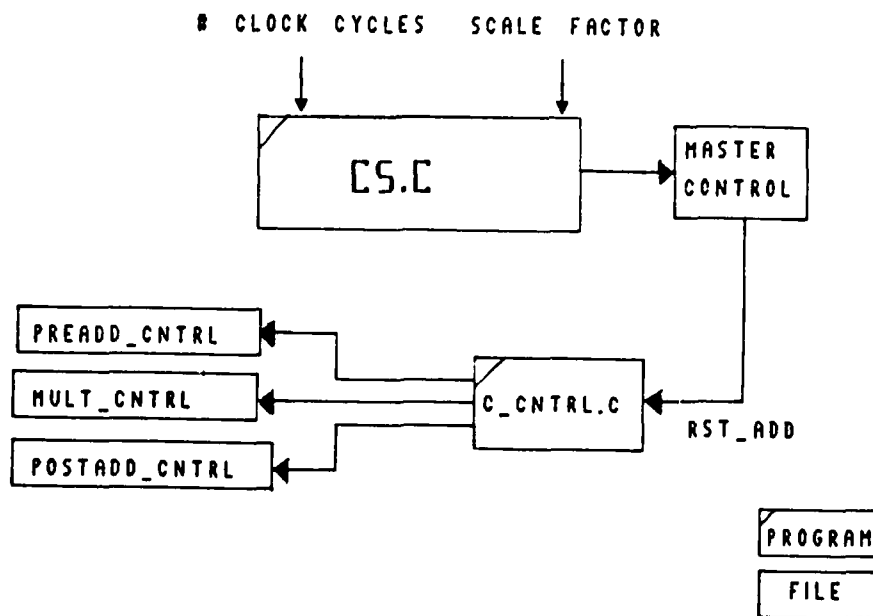 # CLOCK CYCLES SCALE FACTOR
CS.C
MASTER
CONTROL
PREADD_CNTRL
MULT_CNTRL
POSTADD_CNTRL
C_CNTRL.C
RST_ADD
PROGRAM
FILE